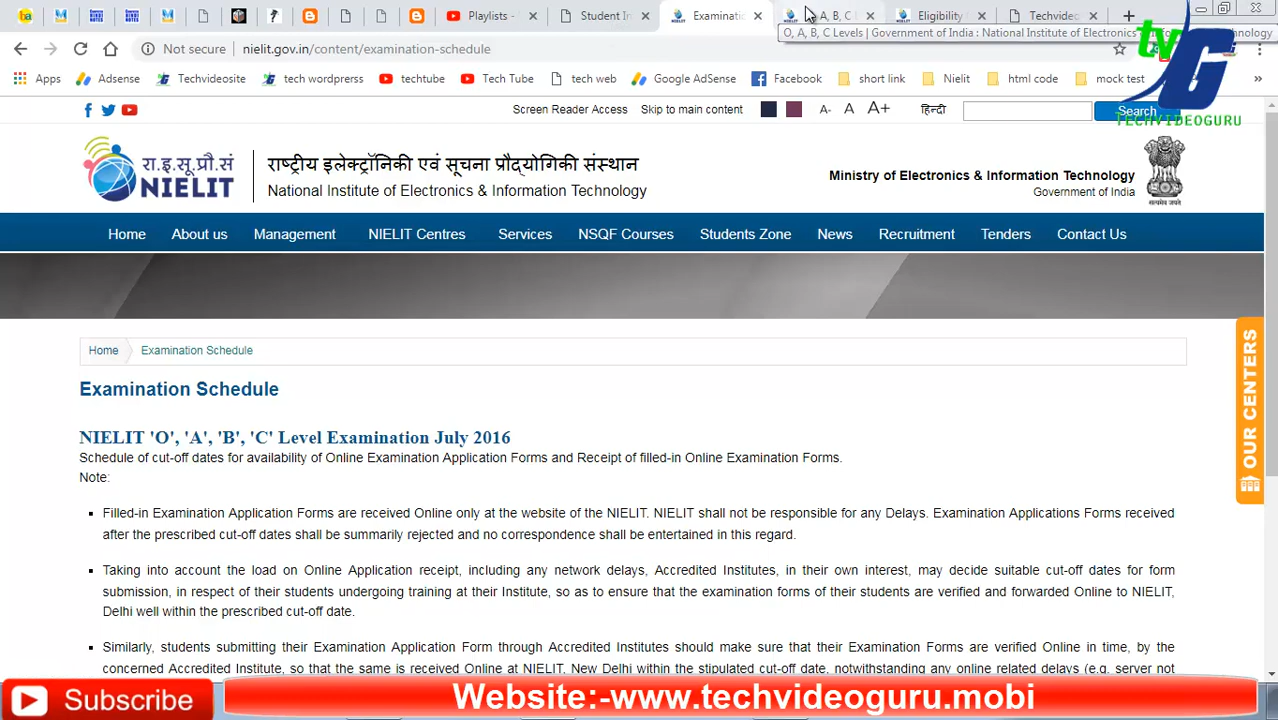 Playlists -
Student In
Examinatio
A, B, C L
Eligibility
Techvideo
O, A, B, C Levels | Government of India : National Institute of Electronics
Technology
Not secure
nielit.gov.in/content/examination-schedule
Apps
Adsense
Techvideosite
tech wordprerss
techtube
Tech Tube
tech web
Google AdSense
Facebook
short link
Nielit
html code
mock test
»
tv G
TECHVIDEOGURU
Screen Reader Access
Skip to main content
A-
A
A+
हिन्दी
Search
रा.इ.सू.प्रौ.सं
NIELIT
राष्ट्रीय इलेक्ट्रॉनिकी एवं सूचना प्रौद्योगिकी संस्थान
National Institute of Electronics & Information Technology
Ministry of Electronics & Information Technology
Government of India
सत्यमेव जयते
Home About us Management NIELIT Centres Services NSQF Courses Students Zone News Recruitment Tenders Contact Us
Home Examination Schedule
Examination Schedule
NIELIT 'O', 'A', 'B', 'C' Level Examination July 2016
Schedule of cut-off dates for availability of Online Examination Application Forms and Receipt of filled-in Online Examination Forms.
Note:
Filled-in Examination Application Forms are received Online only at the website of the NIELIT. NIELIT shall not be responsible for any Delays. Examination Applications Forms received
after the prescribed cut-off dates shall be summarily rejected and no correspondence shall be entertained in this regard.
Taking into account the load on Online Application receipt, including any network delays, Accredited Institutes, in their own interest, may decide suitable cut-off dates for form
submission, in respect of their students undergoing training at their Institute, so as to ensure that the examination forms of their students are verified and forwarded Online to NIELIT,
Delhi well within the prescribed cut-off date.
Similarly, students submitting their Examination Application Form through Accredited Institutes should make sure that their Examination Forms are verified Online in time, by the
concerned Accredited Institute, so that the same is received Online at NIELIT, New Delhi within the stipulated cut-off date, notwithstanding any online related delays (e.g. server not
OUR CENTERS
Subscribe
Website:-www.techvideoguru.mobi